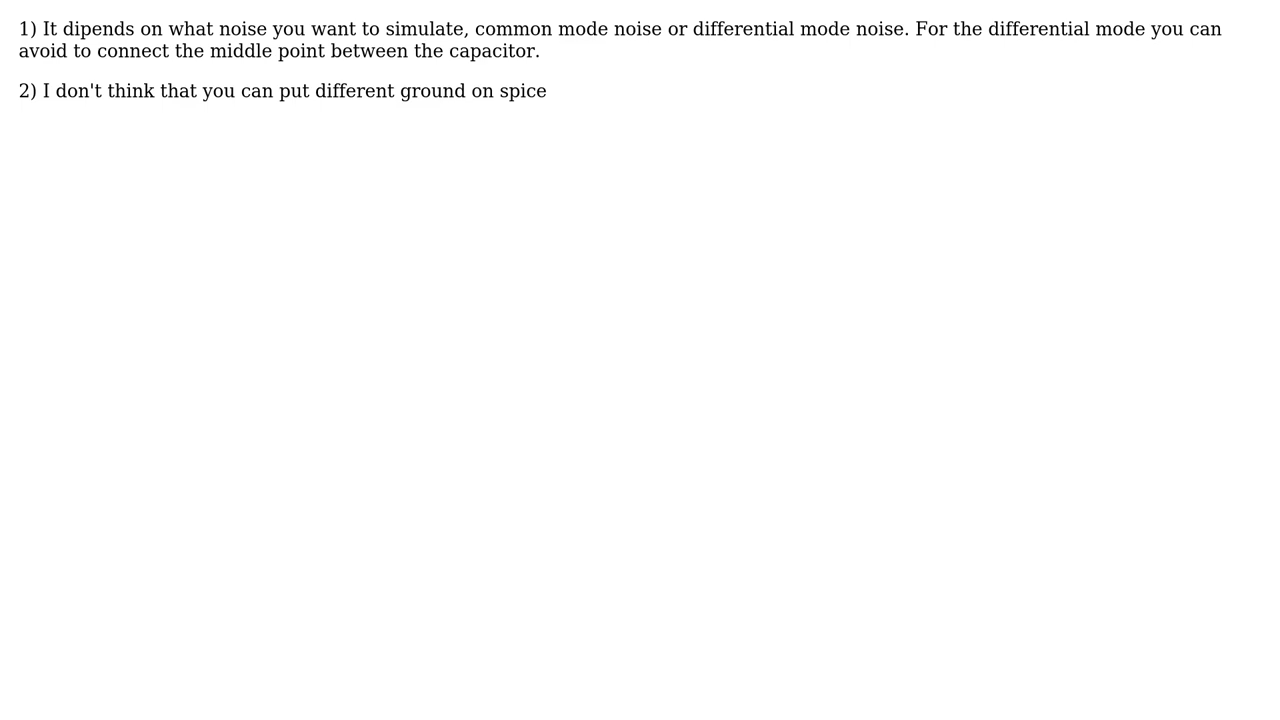 1) It dipends on what noise you want to simulate, common mode noise or differential mode noise. For the differential mode you can
avoid to connect the middle point between the capacitor.
2) I don't think that you can put different ground on spice